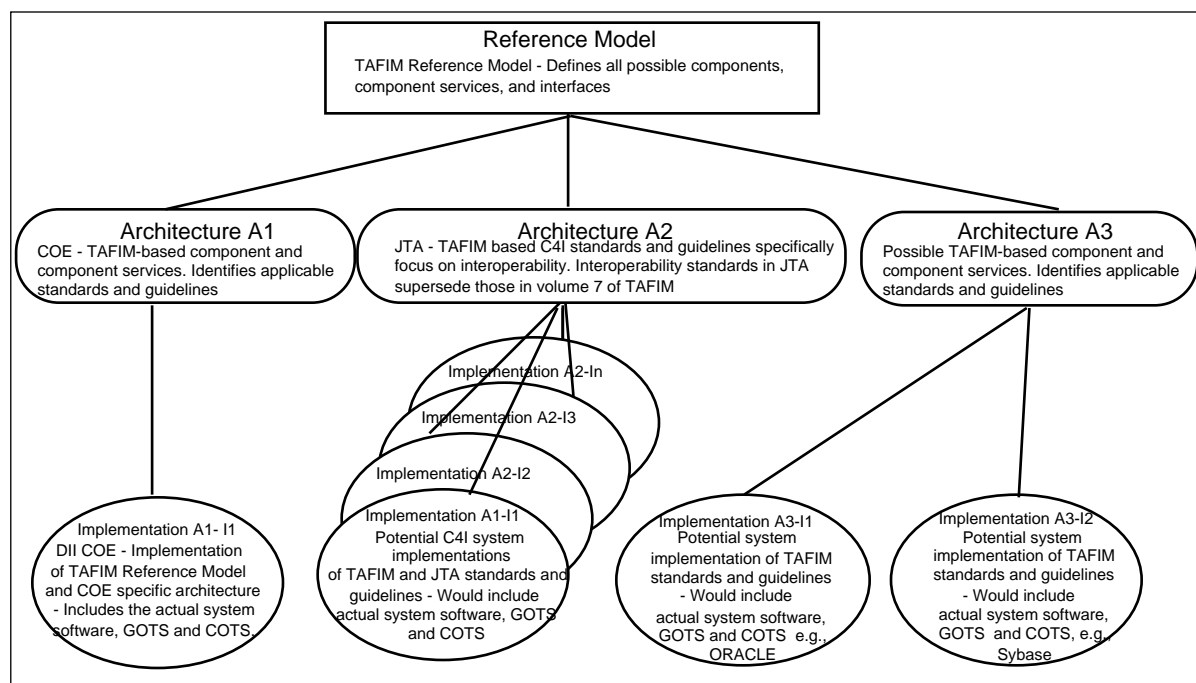 Reference Model
TAFIM Reference Model - Defines all possible components,
component services, and interfaces
Architecture A1
COE - TAFIM-based component and
component services. Identifies applicable
standards and guidelines
Architecture A2
JTA - TAFIM based C4I standards and guidelines specifically
focus on interoperability. Interoperability standards in JTA
supersede those in volume 7 of TAFIM
Architecture A3
Possible TAFIM-based component and
component services. Identifies applicable
standards and guidelines
Implementation A2-In
Implementation A2-I3
Implementation A2-I2
Implementation A1- I1
DII COE - Implementation
of TAFIM Reference Model
and COE specific architecture
- Includes the actual system
software, GOTS and COTS.
Implementation A1-I1
Potential C4I system
implementations
of TAFIM and JTA standards and
guidelines - Would include
actual system software, GOTS
and COTS
Implementation A3-I1
Potential system
implementation of TAFIM
standards and guidelines
- Would include
actual system software,
GOTS and COTS e.g.,
ORACLE
Implementation A3-I2
Potential system
implementation of TAFIM
standards and guidelines
- Would include
actual system software,
GOTS and COTS, e.g.,
Sybase